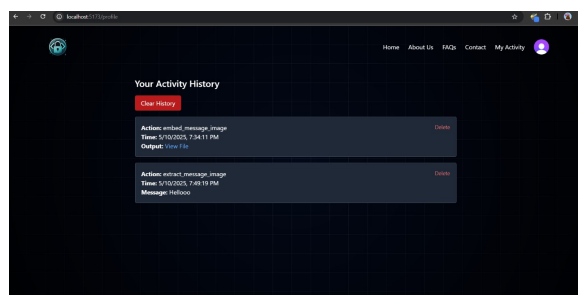 localhost:5173/profile
Home About Us FAQs Contact My Activity
Your Activity History
Clear History
Action: embed_message_image
Delete
Time: 5/10/2025, 7:34:11 PM
Output: View File
Action: extract_message_image
Delete
Time: 5/10/2025, 7:49:19 PM
Message: Hellooo